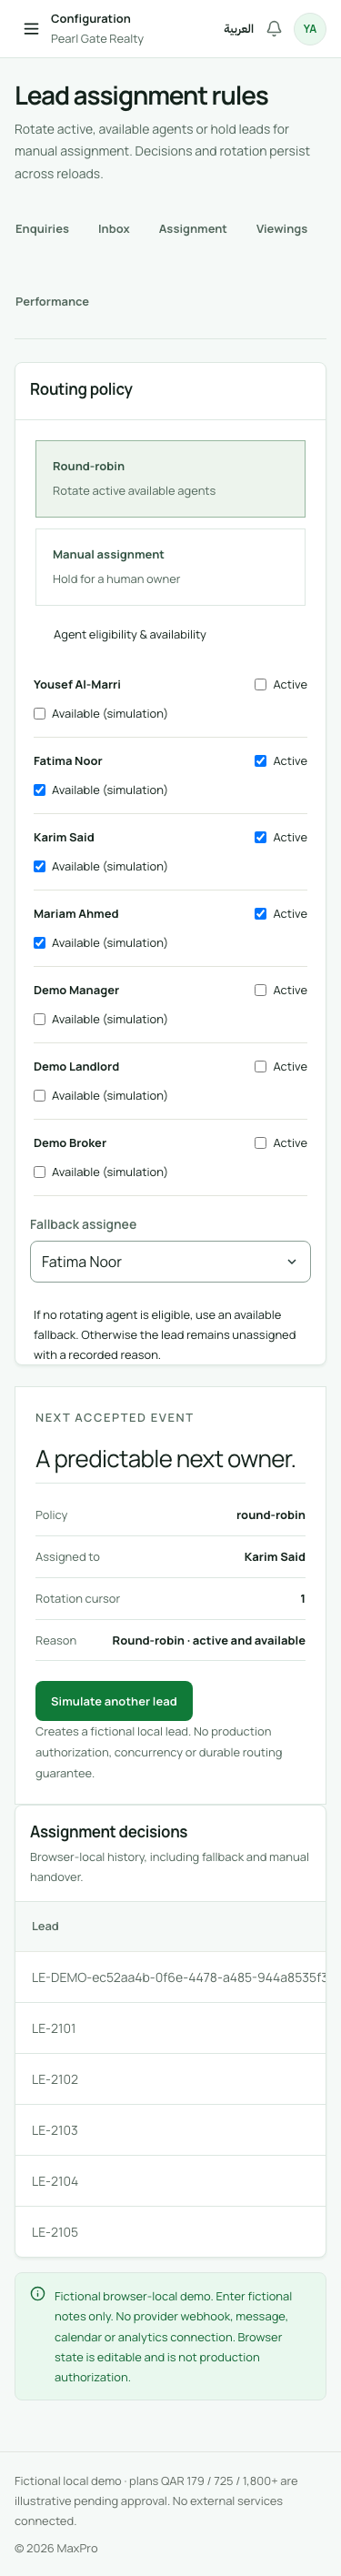 Configuration
Pearl Gate Realty
العربية
YA
Lead assignment rules
Rotate active, available agents or hold leads for
manual assignment. Decisions and rotation persist
across reloads.
Enquiries Inbox Assignment Viewings
Performance
Routing policy
Round-robin
Rotate active available agents
Manual assignment
Hold for a human owner
Agent eligibility & availability
Yousef Al-Marri Active
Available (simulation)
Fatima Noor Active
Available (simulation)
Karim Said Active
Available (simulation)
Mariam Ahmed Active
Available (simulation)
Demo Manager Active
Available (simulation)
Demo Landlord Active
Available (simulation)
Demo Broker Active
Available (simulation)
Fallback assignee
Fatima Noor
If no rotating agent is eligible, use an available
fallback. Otherwise the lead remains unassigned
with a recorded reason.
NEXT ACCEPTED EVENT
A predictable next owner.
Policy round-robin
Assigned to Karim Said
Rotation cursor 1
Reason Round-robin · active and available
Simulate another lead
Creates a fictional local lead. No production
authorization, concurrency or durable routing
guarantee.
Assignment decisions
Browser-local history, including fallback and manual
handover.
Lead
LE-DEMO-ec52aa4b-0f6e-4478-a485-944a8535f3
LE-2101
LE-2102
LE-2103
LE-2104
LE-2105
Fictional browser-local demo. Enter fictional
notes only. No provider webhook, message,
calendar or analytics connection. Browser
state is editable and is not production
authorization.
Fictional local demo · plans QAR 179 / 725 / 1,800+ are
illustrative pending approval. No external services
connected.
© 2026 MaxPro